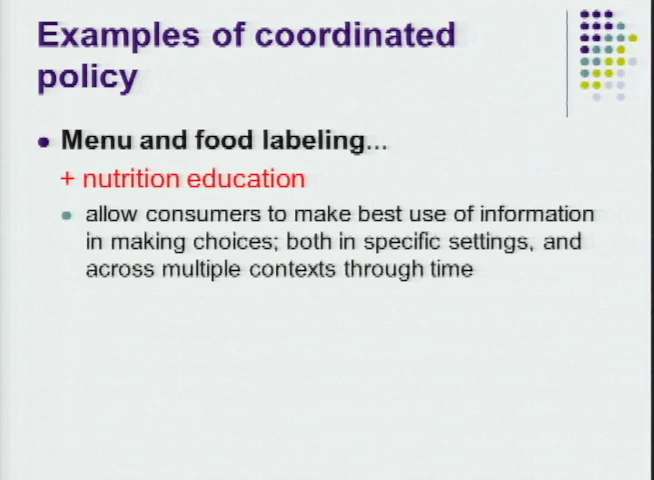 Examples of coordinated
policy
Menu and food labeling...
+ nutrition education
allow consumers to make best use of information
in making choices; both in specific settings, and
across multiple contexts through time